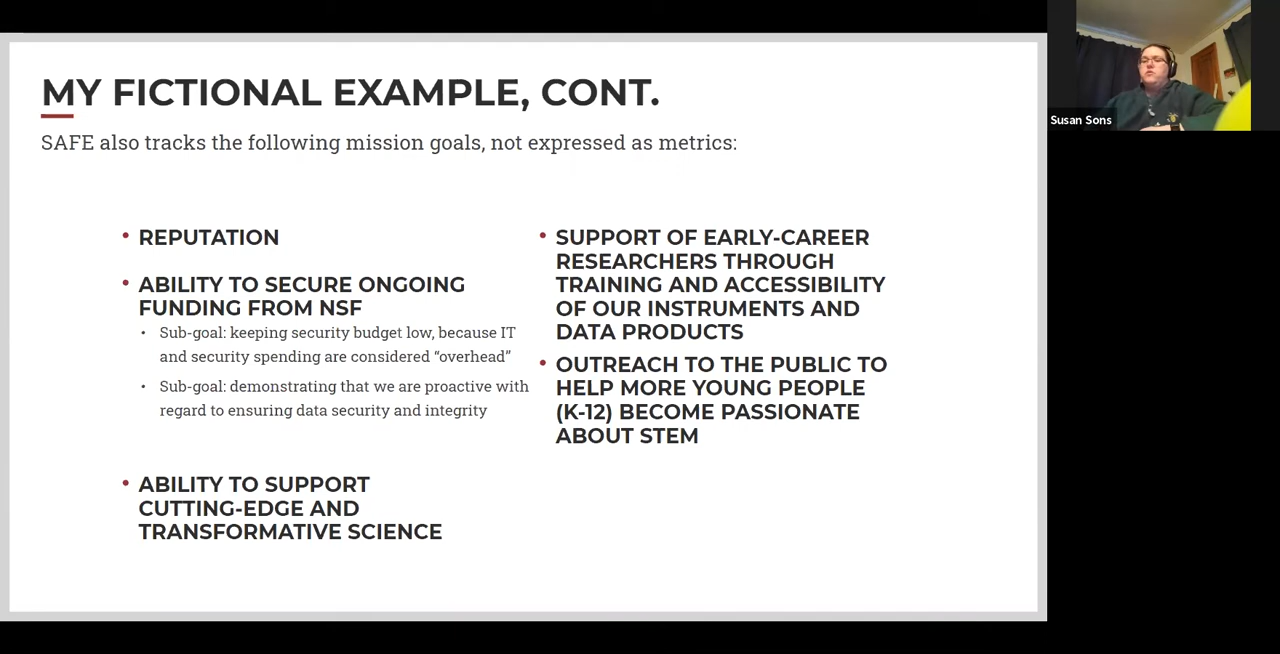 MY FICTIONAL EXAMPLE, CONT.
SAFE also tracks the following mission goals, not expressed as metrics:
• REPUTATION
• ABILITY TO SECURE ONGOING
FUNDING FROM NSF
• Sub-goal: keeping security budget low, because IT
and security spending are considered “overhead”
• Sub-goal: demonstrating that we are proactive with
regard to ensuring data security and integrity
• ABILITY TO SUPPORT
CUTTING-EDGE AND
TRANSFORMATIVE SCIENCE
• SUPPORT OF EARLY-CAREER
RESEARCHERS THROUGH
TRAINING AND ACCESSIBILITY
OF OUR INSTRUMENTS AND
DATA PRODUCTS
• OUTREACH TO THE PUBLIC TO
HELP MORE YOUNG PEOPLE
(K-12) BECOME PASSIONATE
ABOUT STEM
Susan Sons